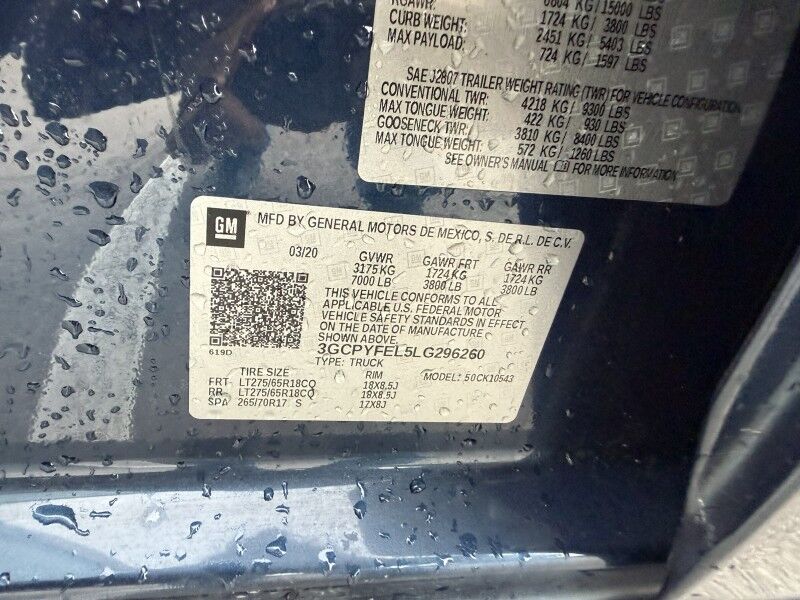 RGAWR: 6804 KG/15000 LBS
CURB WEIGHT: 1724 KG/ 3800 LBS
MAX PAYLOAD: 2451 KG/ 5403 LBS
724 KG/ 1597 LBS
SAE J2807 TRAILER WEIGHT RATING (TWR) FOR VEHICLE CONFIGURATION
CONVENTIONAL TWR: 4218 KG/ 9300 LBS
MAX TONGUE WEIGHT: 422 KG/ 930 LBS
GOOSENECK TWR: 3810 KG/ 8400 LBS
MAX TONGUE WEIGHT: 572 KG/ 1260 LBS
SEE OWNER'S MANUAL FOR MORE INFORMATION
GM MFD BY GENERAL MOTORS DE MEXICO, S. DE R.L. DE C.V.
03/20 GVWR GAWR FRT GAWR RR
3175 KG 1724 KG 1724 KG
7000 LB 3800 LB 3800 LB
THIS VEHICLE CONFORMS TO ALL
APPLICABLE U.S. FEDERAL MOTOR
VEHICLE SAFETY STANDARDS IN EFFECT
ON THE DATE OF MANUFACTURE
SHOWN ABOVE
619D 3GCPYFEL5LG296260
TYPE: TRUCK
TIRE SIZE RIM MODEL: 50CK10543
FRT LT275/65R18CQ 18X8.5J
RR LT275/65R18CQ 18X8.5J
SPA 265/70R17 S 17X8J